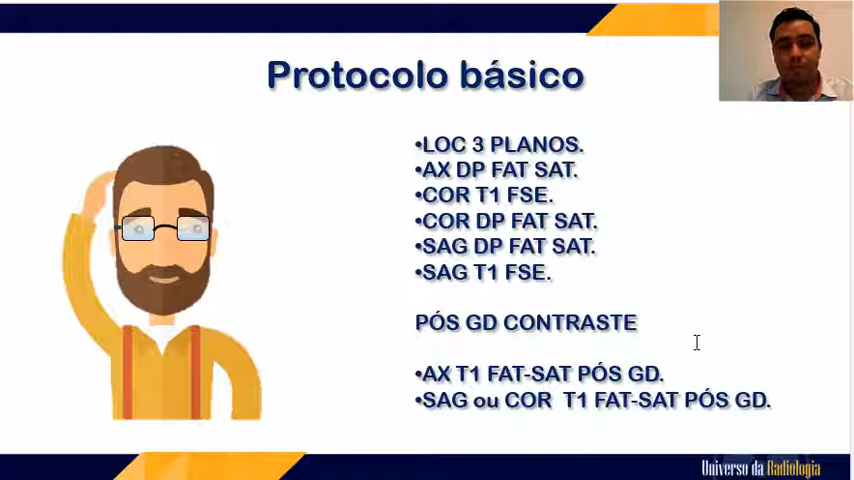 Protocolo básico
•LOC 3 PLANOS.
•AX DP FAT SAT.
•COR T1 FSE.
•COR DP FAT SAT.
•SAG DP FAT SAT.
•SAG T1 FSE.
PÓS GD CONTRASTE
•AX T1 FAT-SAT PÓS GD.
•SAG ou COR T1 FAT-SAT PÓS GD.
Universo da Radiologia